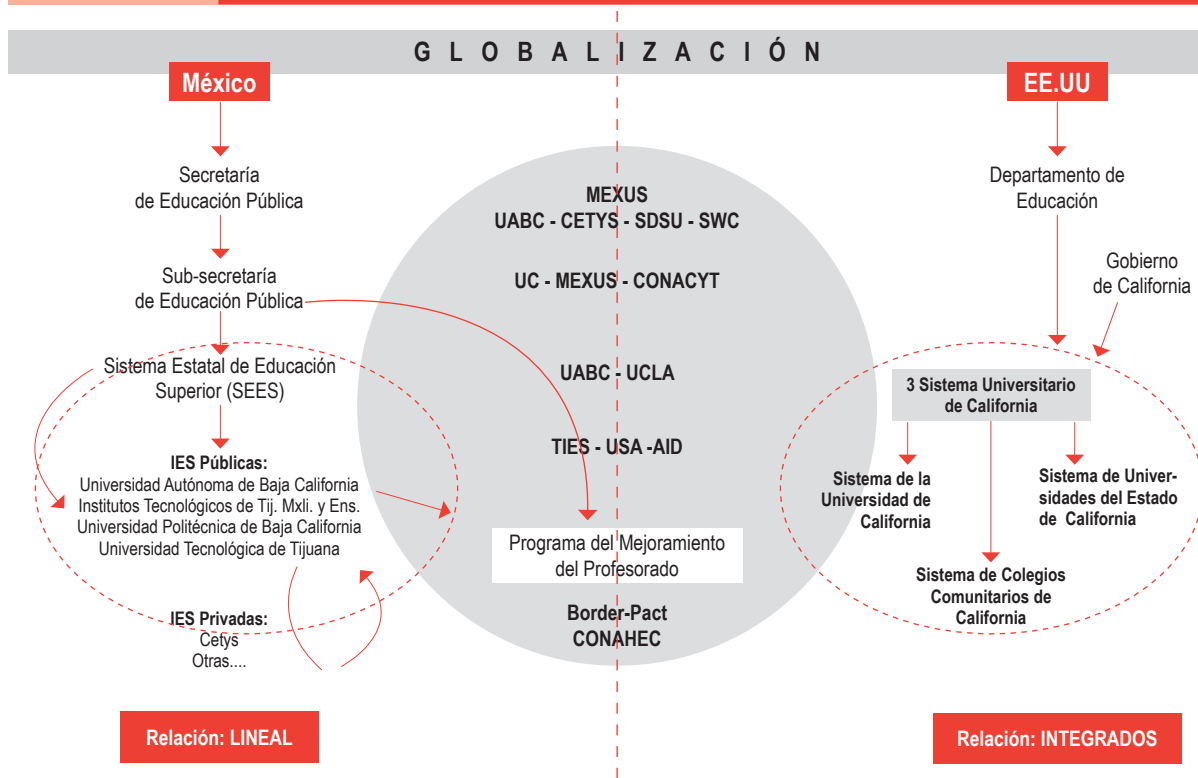 GLOBALIZACIÓN
México
Secretaría
de Educación Pública
Sub-secretaría
de Educación Pública
Sistema Estatal de Educación
Superior (SEES)
IES Públicas:
Universidad Autónoma de Baja California
Institutos Tecnológicos de Tij. Mxli. y Ens.
Universidad Politécnica de Baja California
Universidad Tecnológica de Tijuana
IES Privadas:
Cetys
Otras....
Relación: LINEAL
MEXUS
UABC - CETYS - SDSU - SWC
UC - MEXUS - CONACYT
UABC - UCLA
TIES - USA -AID
Programa del Mejoramiento
del Profesorado
Border-Pact
CONAHEC
EE.UU
Departamento de
Educación
Gobierno
de California
3 Sistema Universitario
de California
Sistema de la
Universidad de
California
Sistema de Univer-
sidades del Estado
de California
Sistema de Colegios
Comunitarios de
California
Relación: INTEGRADOS